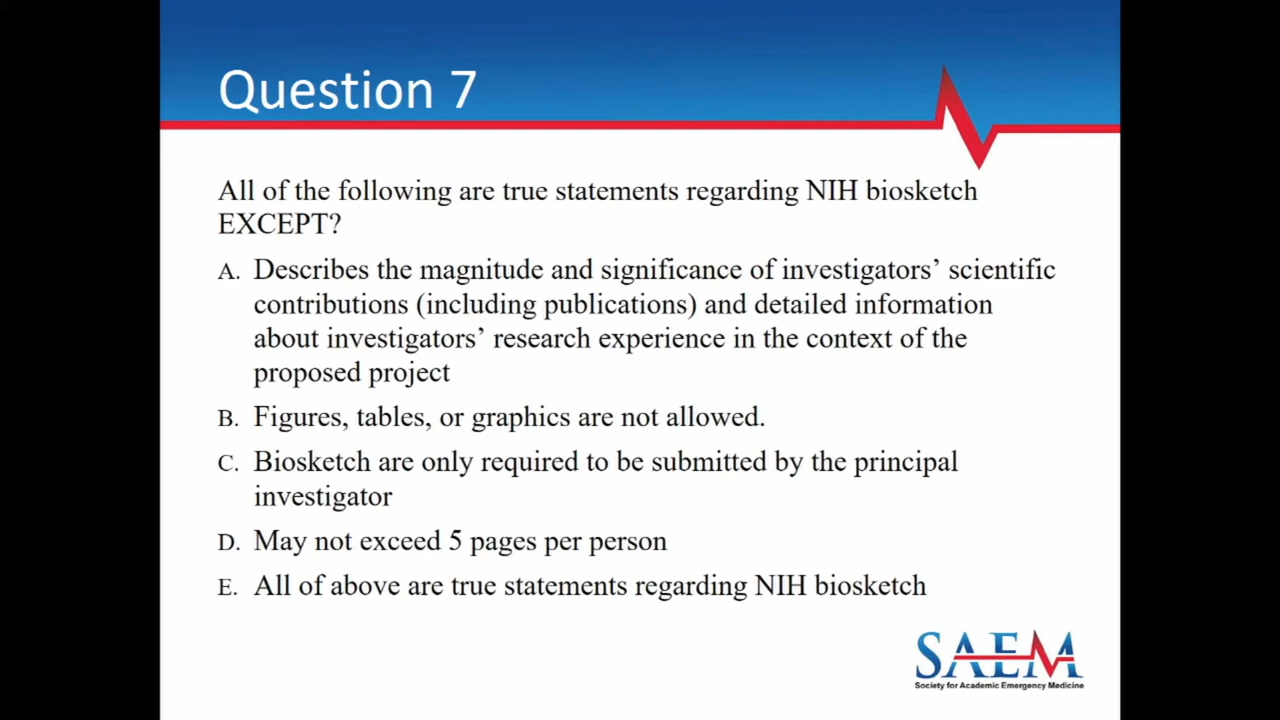 Question 7
All of the following are true statements regarding NIH biosketch
EXCEPT?
A. Describes the magnitude and significance of investigators’ scientific
contributions (including publications) and detailed information
about investigators’ research experience in the context of the
proposed project
B. Figures, tables, or graphics are not allowed.
C. Biosketch are only required to be submitted by the principal
investigator
D. May not exceed 5 pages per person
E. All of above are true statements regarding NIH biosketch
SAEM
Society for Academic Emergency Medicine